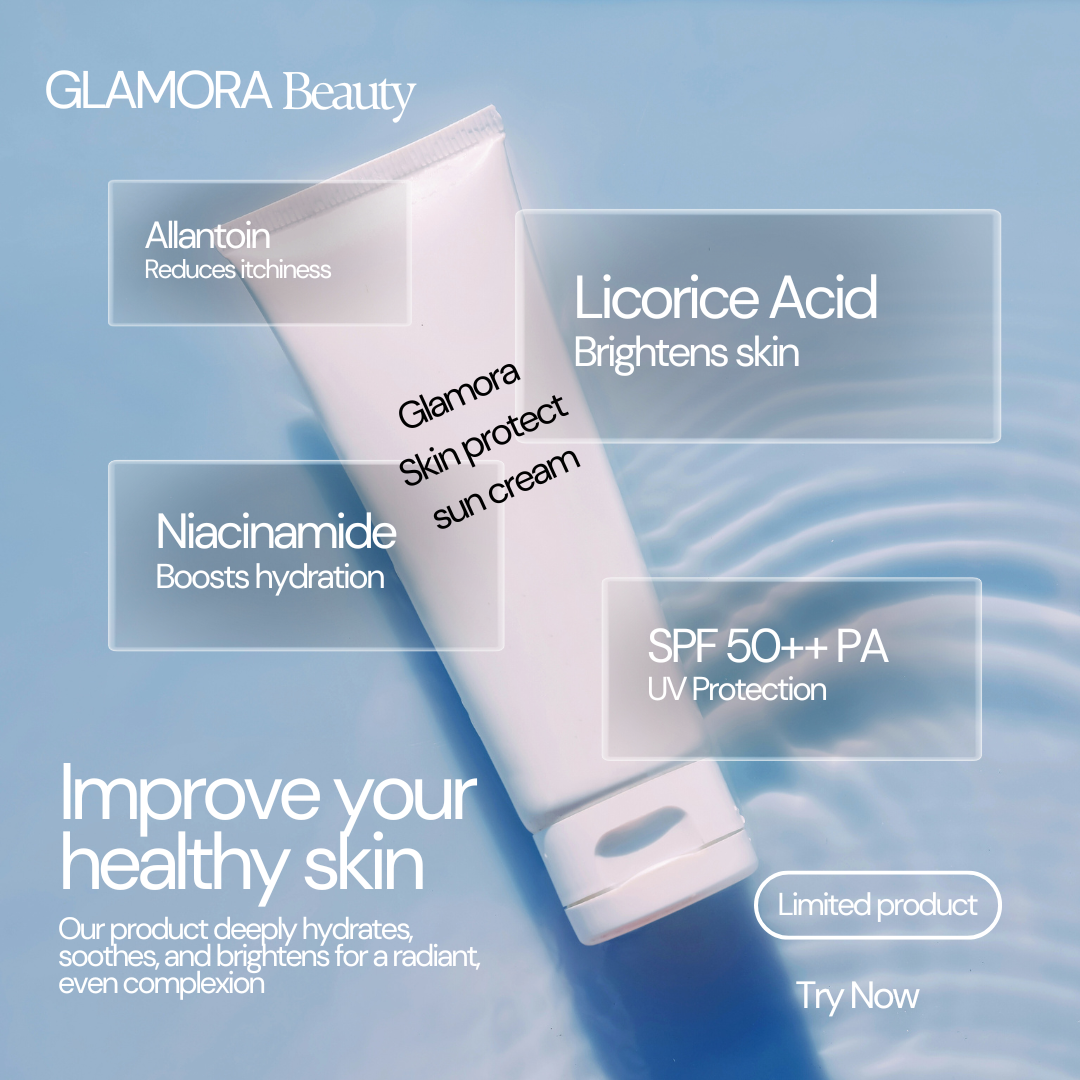 GLAMORA Beauty
Allantoin
Reduces itchiness
Licorice Acid
Brightens skin
Glamora
Skin protect
sun cream
Niacinamide
Boosts hydration
SPF 50++ PA
UV Protection
Improve your
healthy skin
Our product deeply hydrates,
soothes, and brightens for a radiant,
even complexion
Limited product
Try Now